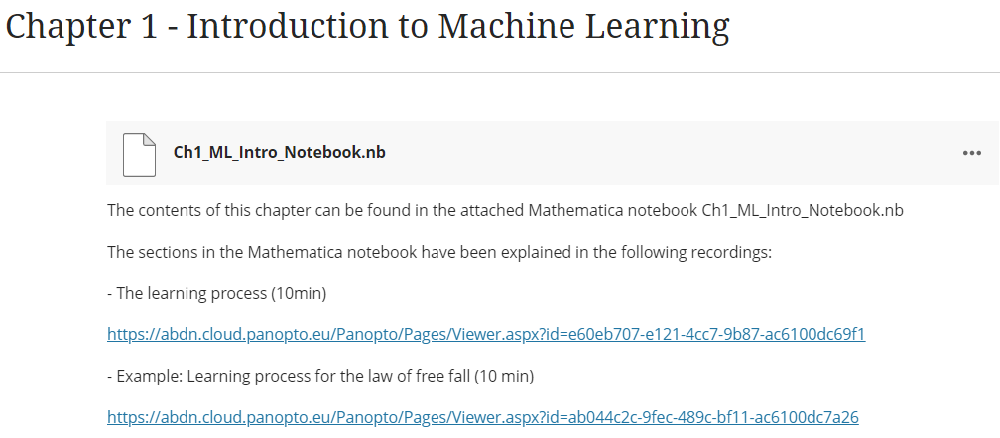 Chapter 1 - Introduction to Machine Learning
Ch1_ML_Intro_Notebook.nb
The contents of this chapter can be found in the attached Mathematica notebook Ch1_ML_Intro_Notebook.nb
The sections in the Mathematica notebook have been explained in the following recordings:
- The learning process (10min)
https://abdn.cloud.panopto.eu/Panopto/Pages/Viewer.aspx?id=e60eb707-e121-4cc7-9b87-ac6100dc69f1
- Example: Learning process for the law of free fall (10 min)
https://abdn.cloud.panopto.eu/Panopto/Pages/Viewer.aspx?id=ab044c2c-9fec-489c-bf11-ac6100dc7a26